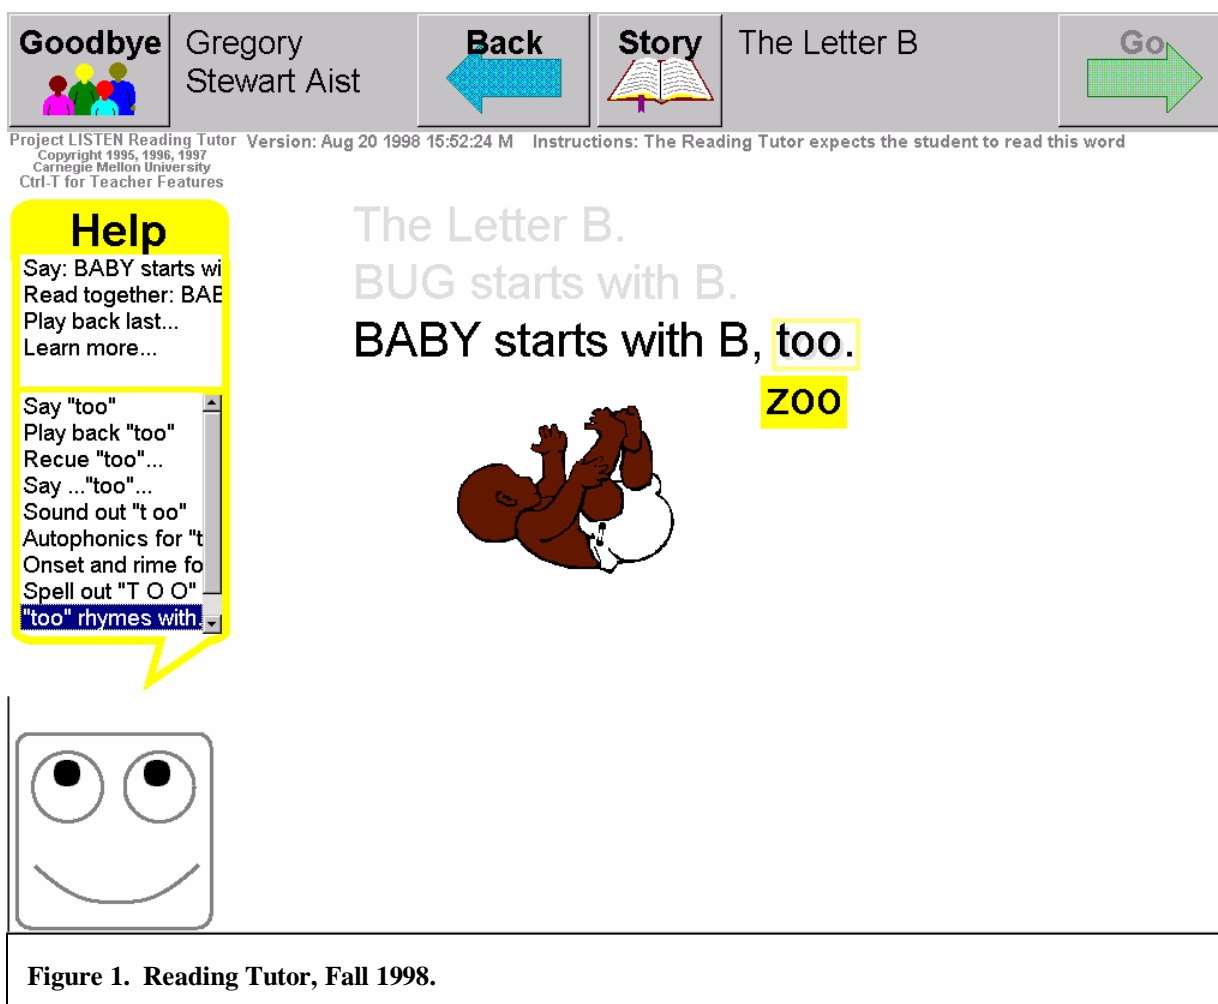 Goodbye
Gregory
Stewart Aist
Back
Story
The Letter B
Go
Project LISTEN Reading Tutor
Copyright 1995, 1996, 1997
Carnegie Mellon University
Ctrl-T for Teacher Features
Version: Aug 20 1998 15:52:24 M
Instructions: The Reading Tutor expects the student to read this word
Help
Say: BABY starts wi
Read together: BAB
Play back last...
Learn more...
Say "too"
Play back "too"
Recue "too"...
Say ..."too"...
Sound out "t oo"
Autophonics for "t
Onset and rime fo
Spell out "T O O"
"too" rhymes with.
The Letter B.
BUG starts with B.
BABY starts with B, too.
zoo
Figure 1. Reading Tutor, Fall 1998.